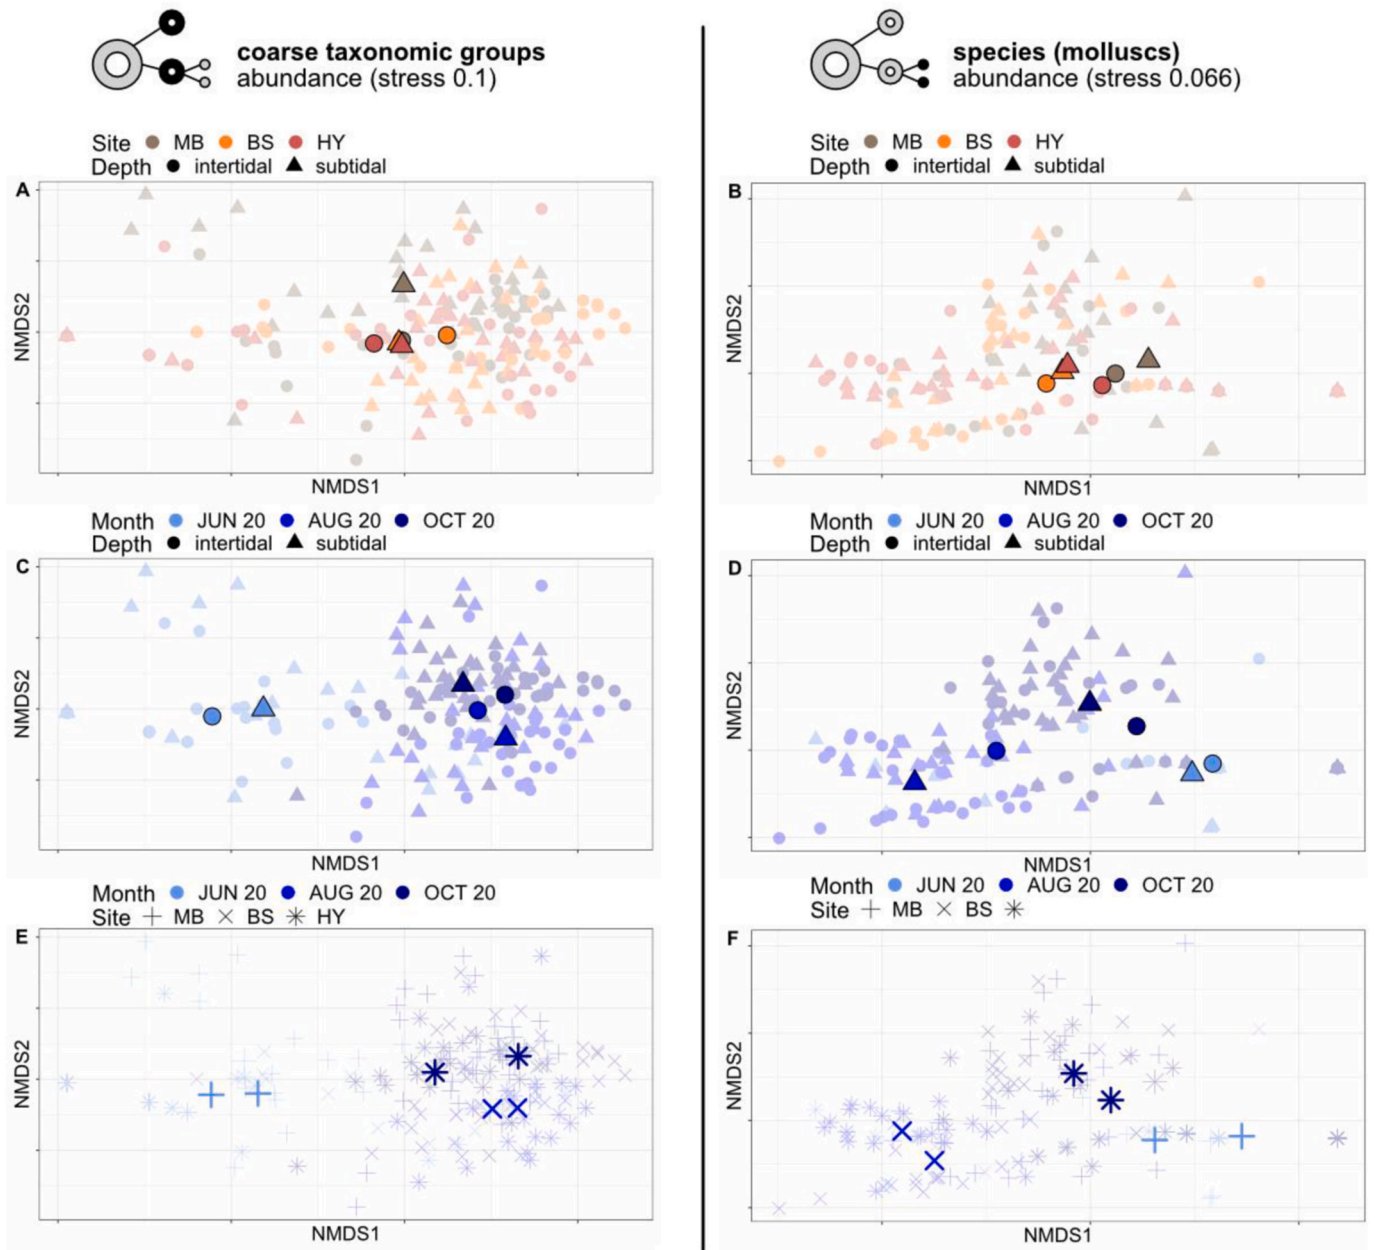 coarse taxonomic groups
abundance (stress 0.1)
Site MB BS HY
Depth intertidal subtidal
A
NMDS2
NMDS1
Month JUN 20 AUG 20 OCT 20
Depth intertidal subtidal
C
NMDS2
NMDS1
Month JUN 20 AUG 20 OCT 20
Site MB BS HY
E
NMDS2
NMDS1
species (molluscs)
abundance (stress 0.066)
Site MB BS HY
Depth intertidal subtidal
B
NMDS2
NMDS1
Month JUN 20 AUG 20 OCT 20
Depth intertidal subtidal
D
NMDS2
NMDS1
Month JUN 20 AUG 20 OCT 20
Site MB BS
F
NMDS2
NMDS1